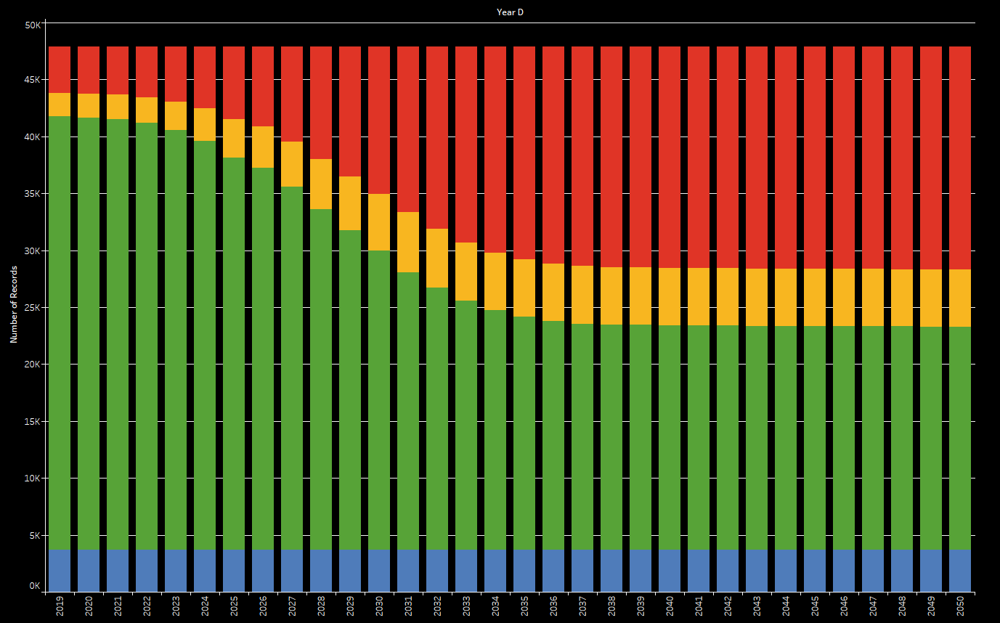 Year D
50K
45K
40K
35K
30K
25K
20K
15K
10K
5K
0K
Number of Records
2019 2020 2021 2022 2023 2024 2025 2026 2027 2028 2029 2030 2031 2032 2033 2034 2035 2036 2037 2038 2039 2040 2041 2042 2043 2044 2045 2046 2047 2048 2049 2050